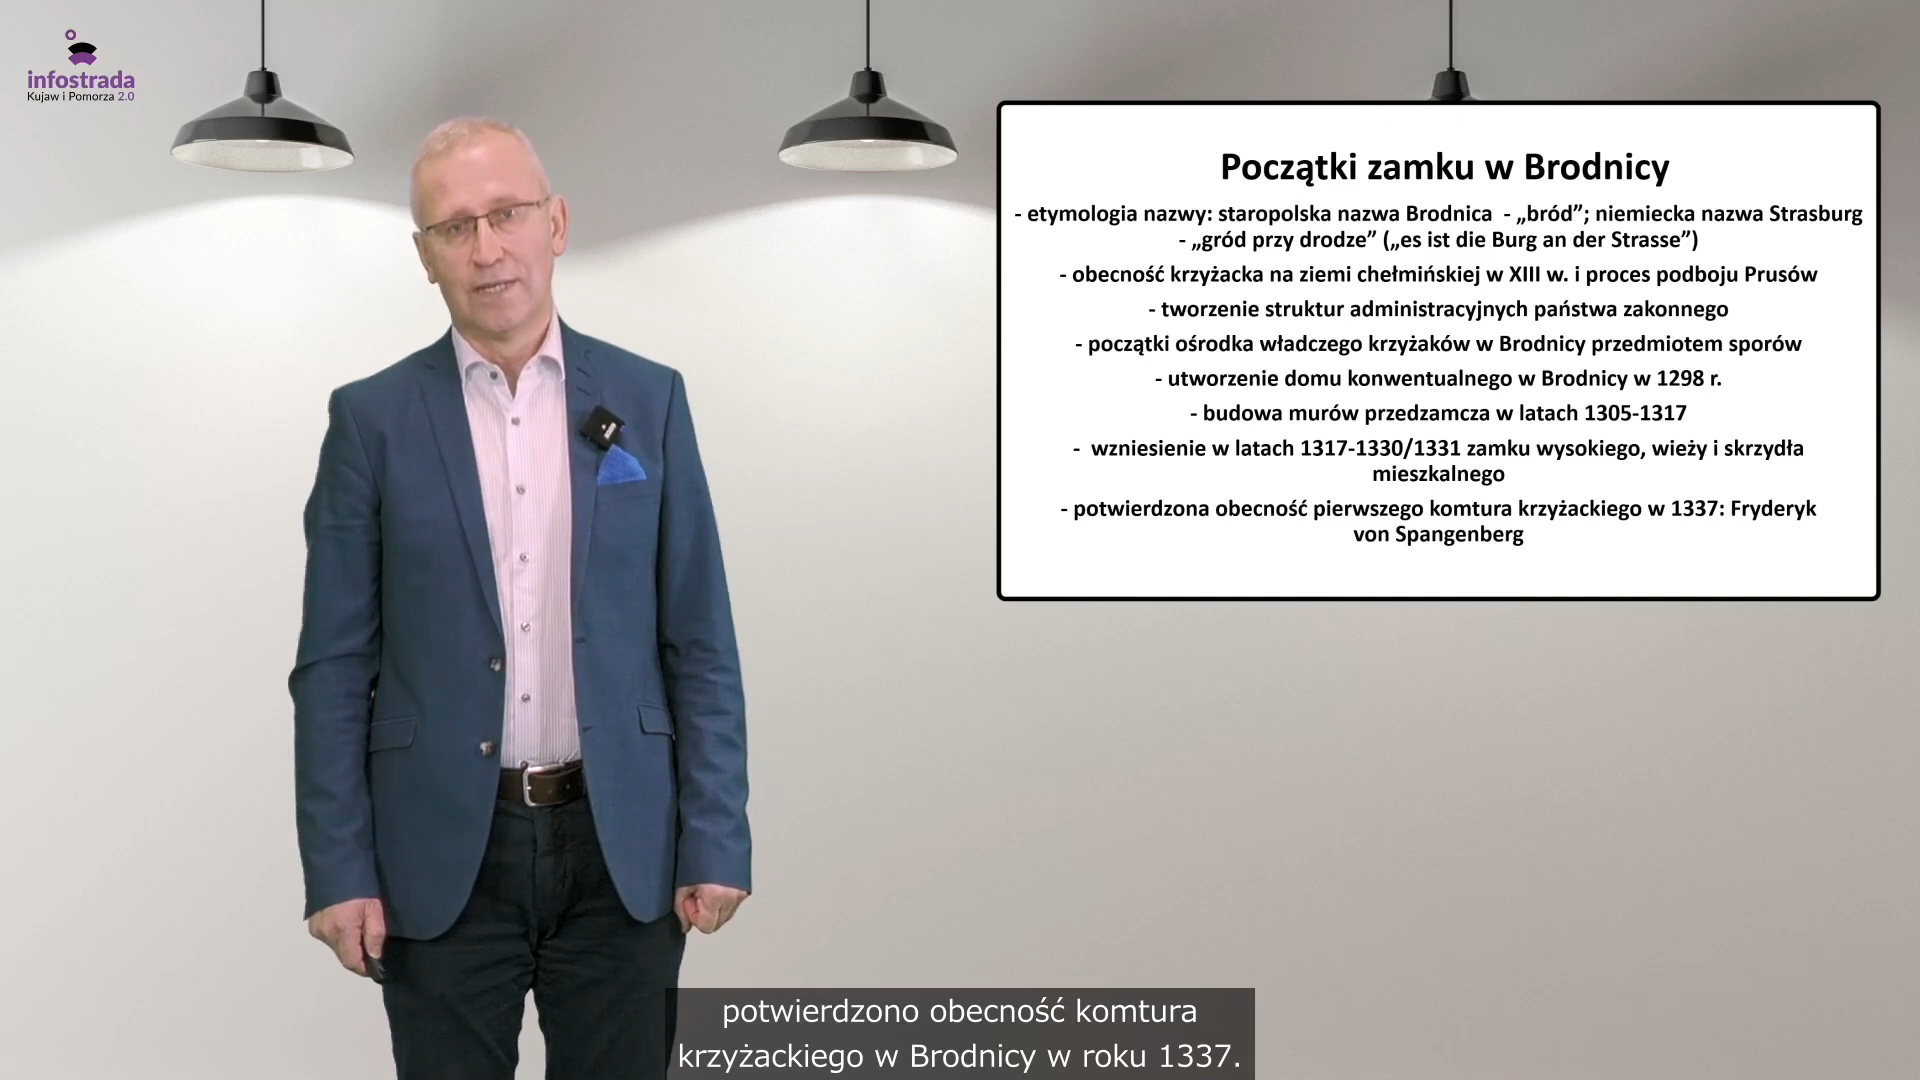 infostrada
Kujaw i Pomorza 2.0
Początki zamku w Brodnicy
- etymologia nazwy: staropolska nazwa Brodnica - „bród”; niemiecka nazwa Strasburg
- „gród przy drodze” („es ist die Burg an der Strasse”)
- obecność krzyżacka na ziemi chełmińskiej w XIII w. i proces podboju Prusów
- tworzenie struktur administracyjnych państwa zakonnego
- początki ośrodka władczego krzyżaków w Brodnicy przedmiotem sporów
- utworzenie domu konwentualnego w Brodnicy w 1298 r.
- budowa murów przedzamcza w latach 1305-1317
- wzniesienie w latach 1317-1330/1331 zamku wysokiego, wieży i skrzydła
mieszkalnego
- potwierdzona obecność pierwszego komtura krzyżackiego w 1337: Fryderyk
von Spangenberg
potwierdzono obecność komtura
krzyżackiego w Brodnicy w roku 1337.